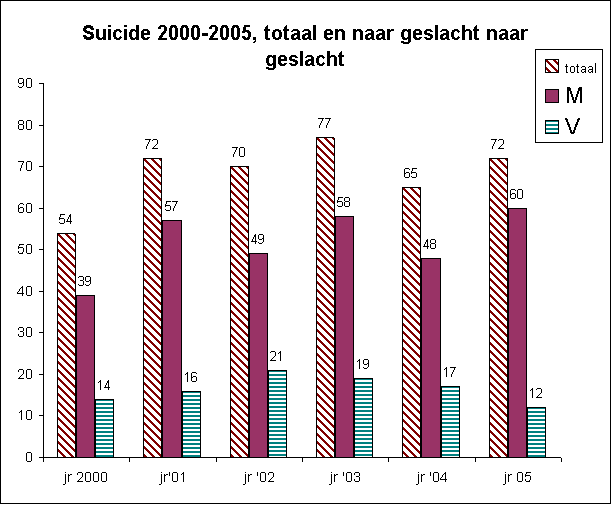 Suicide 2000-2005, totaal en naar geslacht naar
geslacht
totaal
M
V
90
80
70
60
50
40
30
20
10
0
54
39
14
72
57
16
70
49
21
77
58
19
65
48
17
72
60
12
jr 2000
jr'01
jr '02
jr '03
jr '04
jr 05